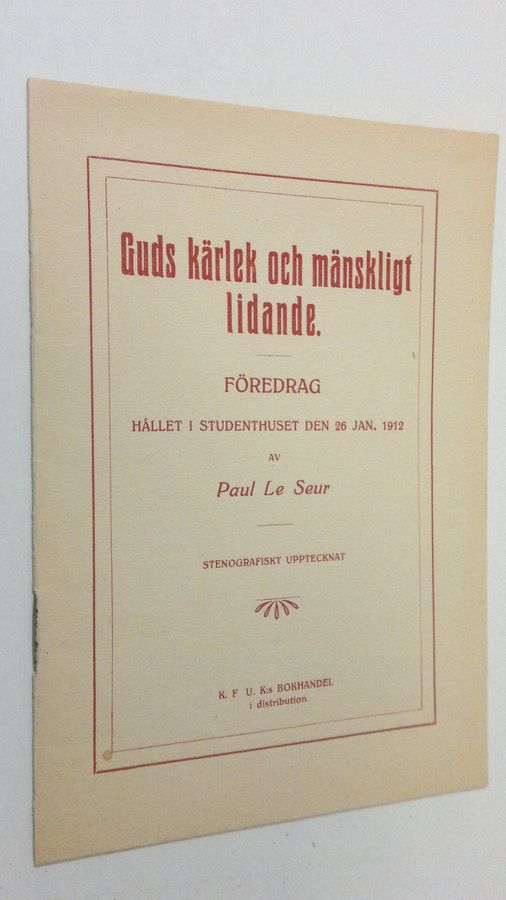 Guds kärlek och mänskligt
lidande.
FÖREDRAG
HÅLLET I STUDENTHUSET DEN 26 JAN. 1912
AV
Paul Le Seur
STENOGRAFISKT UPPTECKNAT
K. F U. K:s BOKHANDEL
i distribution